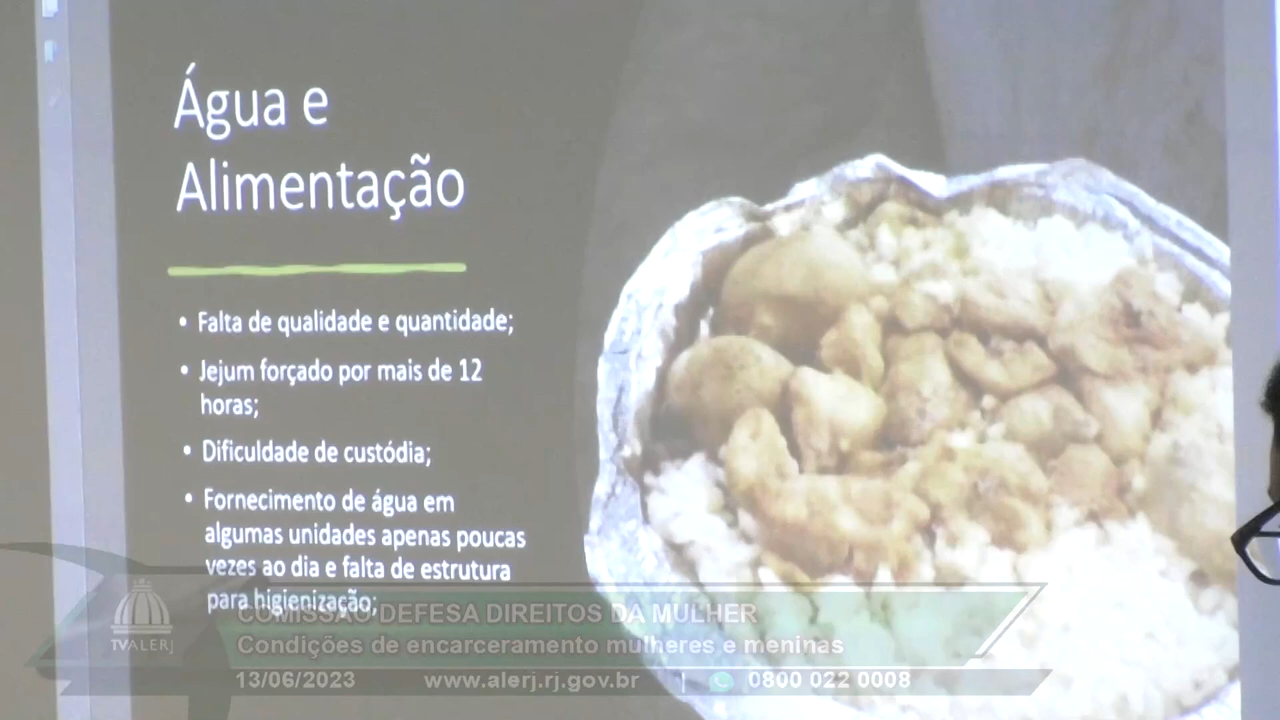 Água e
Alimentação
• Falta de qualidade e quantidade;
• Jejum forçado por mais de 12
horas;
• Dificuldade de custódia;
• Fornecimento de água em
algumas unidades apenas poucas
vezes ao dia e falta de estrutura
para higienização;
COMISSÃO DEFESA DIREITOS DA MULHER
TVALERJ
Condições de encarceramento mulheres e meninas
13/06/2023 www.alerj.rj.gov.br | 0800 022 0008